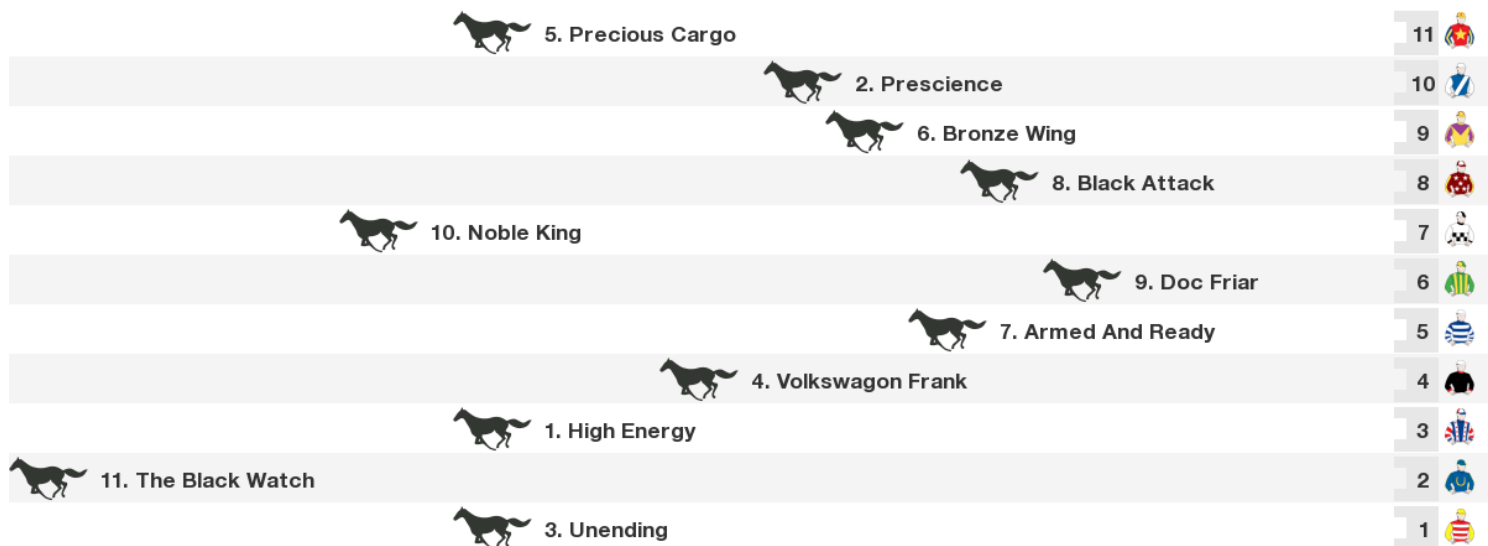 5. Precious Cargo 11
2. Prescience 10
6. Bronze Wing 9
8. Black Attack 8
10. Noble King 7
9. Doc Friar 6
7. Armed And Ready 5
4. Volkswagon Frank 4
1. High Energy 3
11. The Black Watch 2
3. Unending 1